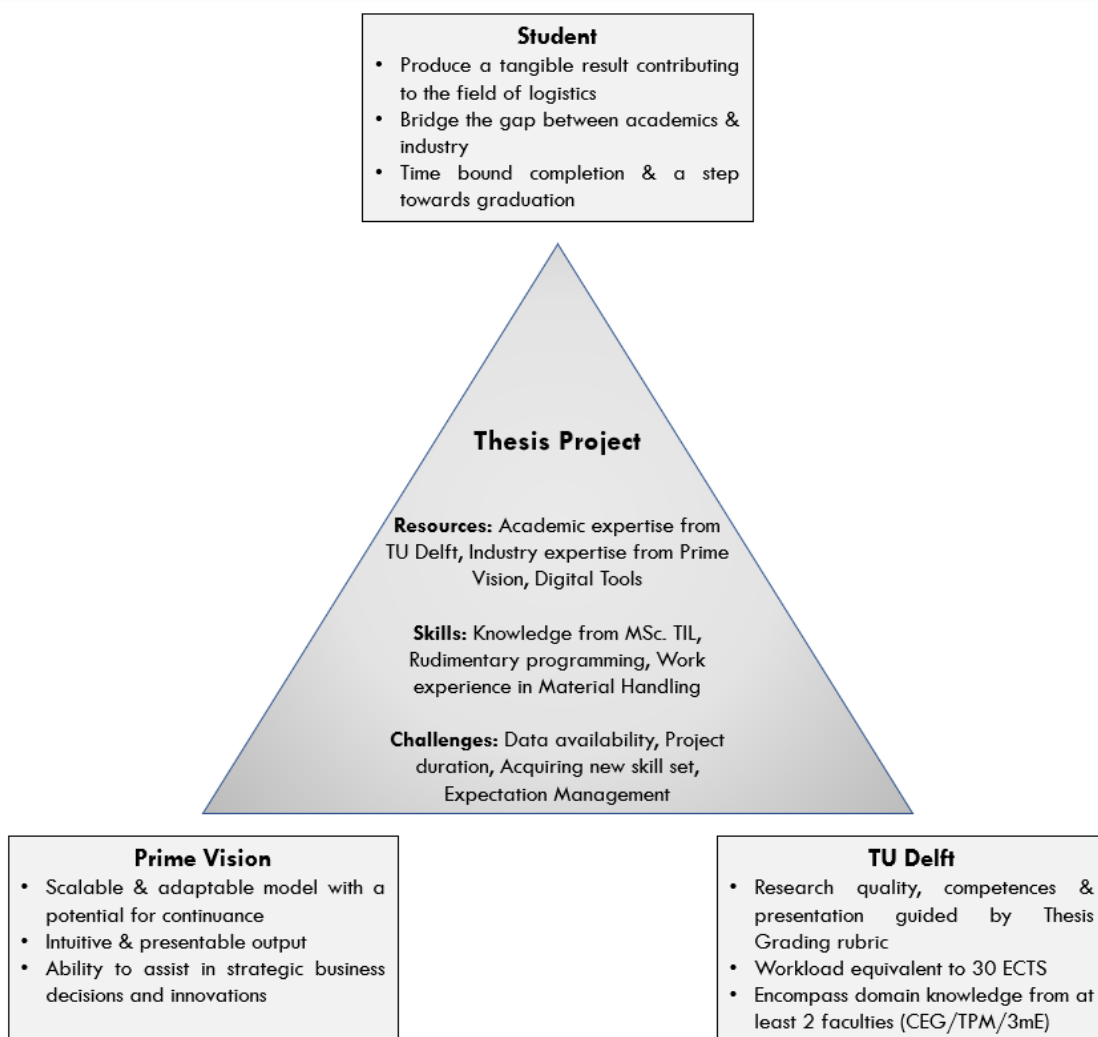 Student
• Produce a tangible result contributing
to the field of logistics
• Bridge the gap between academics &
industry
• Time bound completion & a step
towards graduation
Thesis Project
Resources: Academic expertise from
TU Delft, Industry expertise from Prime
Vision, Digital Tools
Skills: Knowledge from MSc. TIL,
Rudimentary programming, Work
experience in Material Handling
Challenges: Data availability, Project
duration, Acquiring new skill set,
Expectation Management
Prime Vision
• Scalable & adaptable model with a
potential for continuance
• Intuitive & presentable output
• Ability to assist in strategic business
decisions and innovations
TU Delft
• Research quality, competences &
presentation guided by Thesis
Grading rubric
• Workload equivalent to 30 ECTS
• Encompass domain knowledge from at
least 2 faculties (CEG/TPM/3mE)